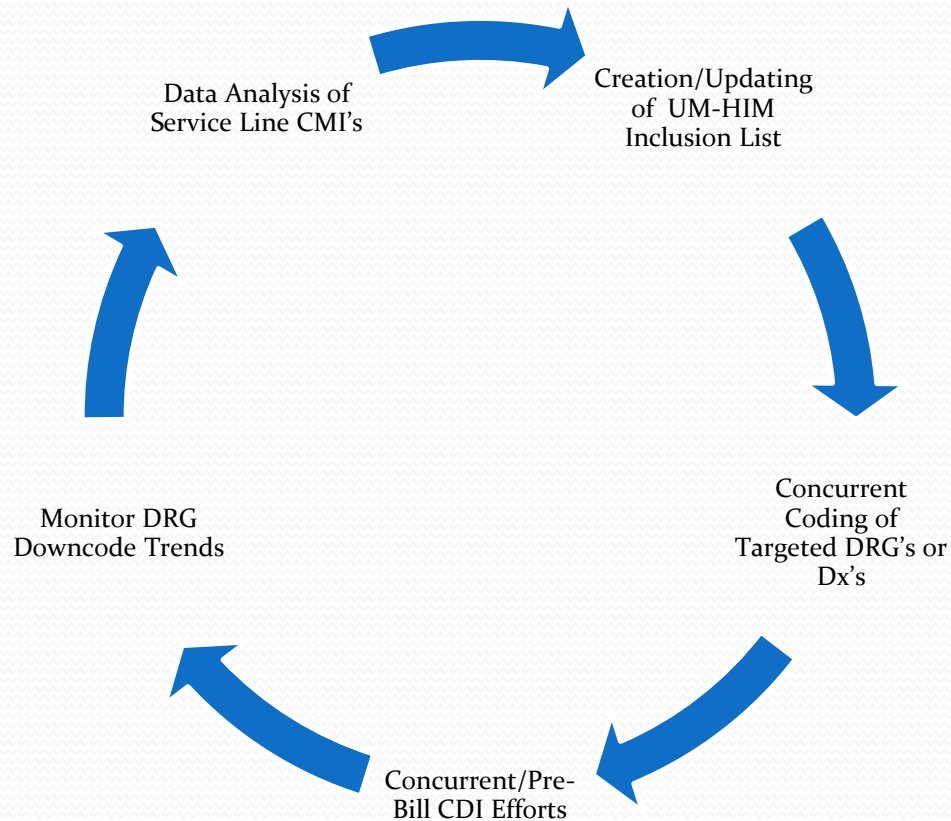 Data Analysis of
Service Line CMI's
Creation/Updating
of UM-HIM
Inclusion List
Concurrent
Coding of
Targeted DRG's or
Dx's
Concurrent/Pre-
Bill CDI Efforts
Monitor DRG
Downcode Trends